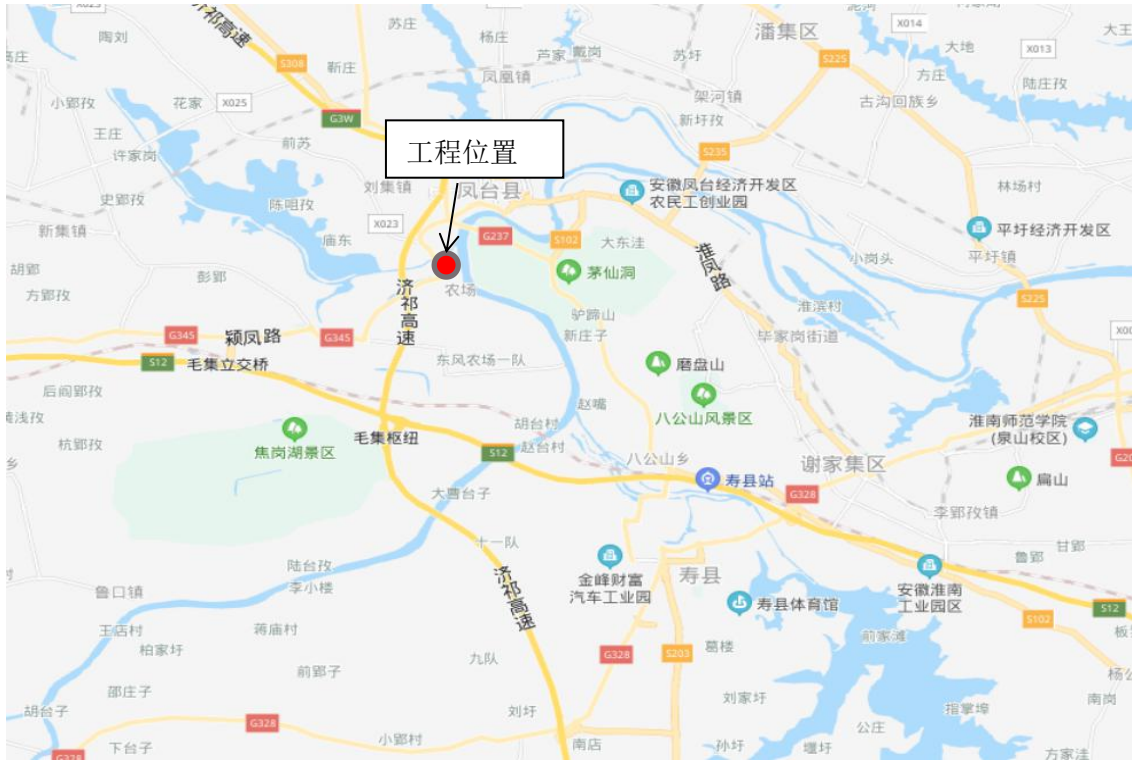 X023
陶刘
济祁高速
苏庄
杨庄
芦家
戴岗
苏圩
潘集区
X014
大地
X013
大王
高庄
S308
靳庄
凤凰镇
S225
方庄
陆庄孜
小郢孜
花家
X025
G3W
架河镇
古沟回族乡
王庄
前苏
工程位置
新圩孜
许家岗
S235
史郢孜
陈咀孜
刘集镇
凤台县
安徽凤台经济开发区
农民工创业园
林场村
新集镇
X023
庙东
G237
S102
大东洼
平圩经济开发区
小岗头
平圩镇
胡郢
彭郢
茅仙洞
淮凤路
方郢孜
农场
济祁高速
淮滨村
S225
驴蹄山
新庄子
毕家岗街道
G345
颍凤路
G345
S12
毛集立交桥
东风农场一队
磨盘山
后阎郢孜
赵嘴
八公山风景区
淮南师范学院
(泉山校区)
杭郢孜
焦岗湖景区
毛集枢纽
胡台村
赵台村
S12
八公山乡
谢家集区
寿县站
G328
扁山
大曹台子
李郢孜镇
十一队
甘郢
鲁郢
陆台孜
李小楼
济祁高速
金峰财富
汽车工业园
寿县
安徽淮南
工业园区
鲁口镇
寿县体育馆
S12
S102
王店村
蒋庙村
前家滩
柏家圩
九队
G328
S203
葛楼
前郢子
邵庄子
刘家圩
指掌埠
南岗
胡台子
刘圩
公庄
G328
小郢村
下台子
南店
孙圩
堰圩
方家洼